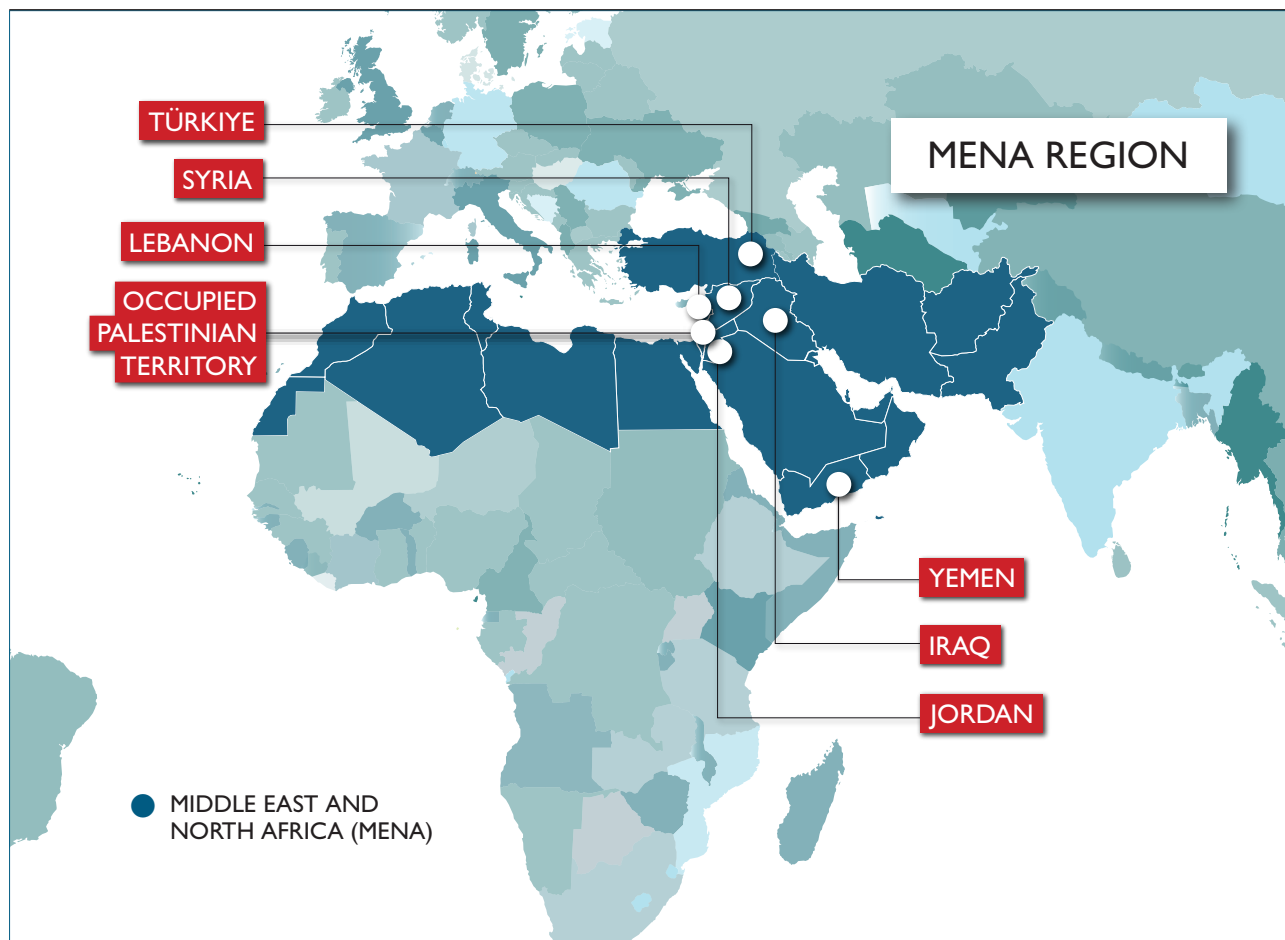 MENA REGION
TÜRKIYE
SYRIA
LEBANON
OCCUPIED
PALESTINIAN
TERRITORY
YEMEN
IRAQ
JORDAN
MIDDLE EAST AND
NORTH AFRICA (MENA)